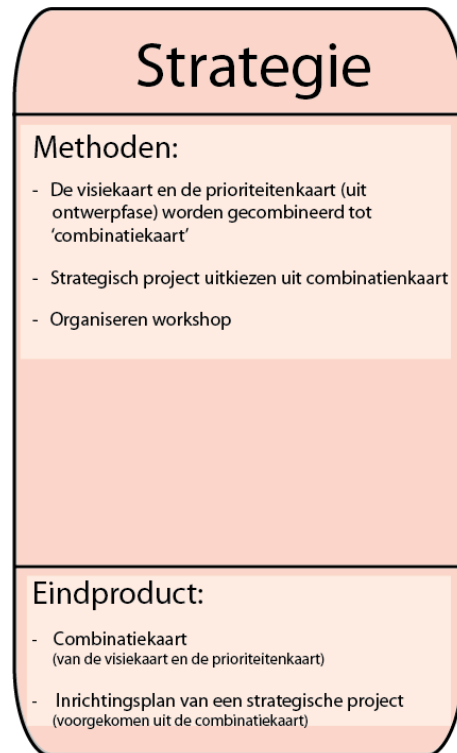 Strategie
Methoden:
- De visiekaart en de prioriteitenkaart (uit
ontwerpfase) worden gecombineerd tot
‘combinatiekaart’
- Strategisch project uitkiezen uit combinatienkaart
- Organiseren workshop
Eindproduct:
- Combinatiekaart
(van de visiekaart en de prioriteitenkaart)
- Inrichtingsplan van een strategische project
(voorgekomen uit de combinatiekaart)